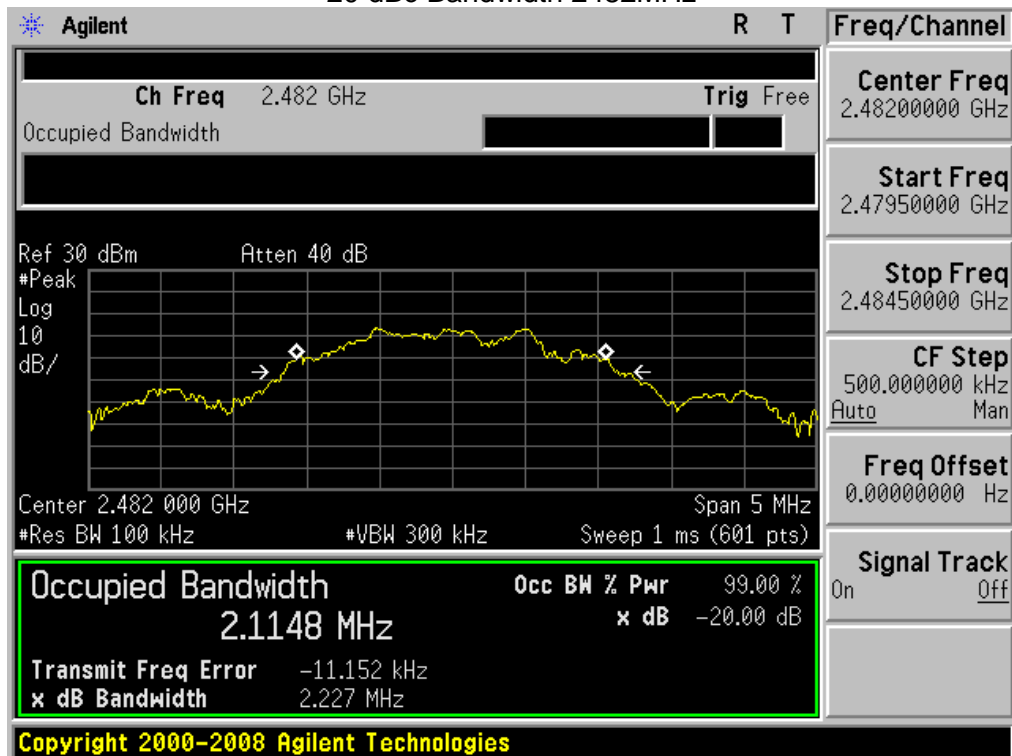 Agilent R T
Ch Freq 2.482 GHz Trig Free
Occupied Bandwidth
Ref 30 dBm Atten 40 dB
#Peak
Log
10
dB/
Center 2.482 000 GHz Span 5 MHz
#Res BW 100 kHz #VBW 300 kHz Sweep 1 ms (601 pts)
Occupied Bandwidth Occ BW % Pwr 99.00 %
2.1148 MHz x dB -20.00 dB
Transmit Freq Error -11.152 kHz
x dB Bandwidth 2.227 MHz
Copyright 2000-2008 Agilent Technologies
Freq/Channel
Center Freq
2.48200000 GHz
Start Freq
2.47950000 GHz
Stop Freq
2.48450000 GHz
CF Step
500.000000 kHz
Auto Man
Freq Offset
0.00000000 Hz
Signal Track
On Off